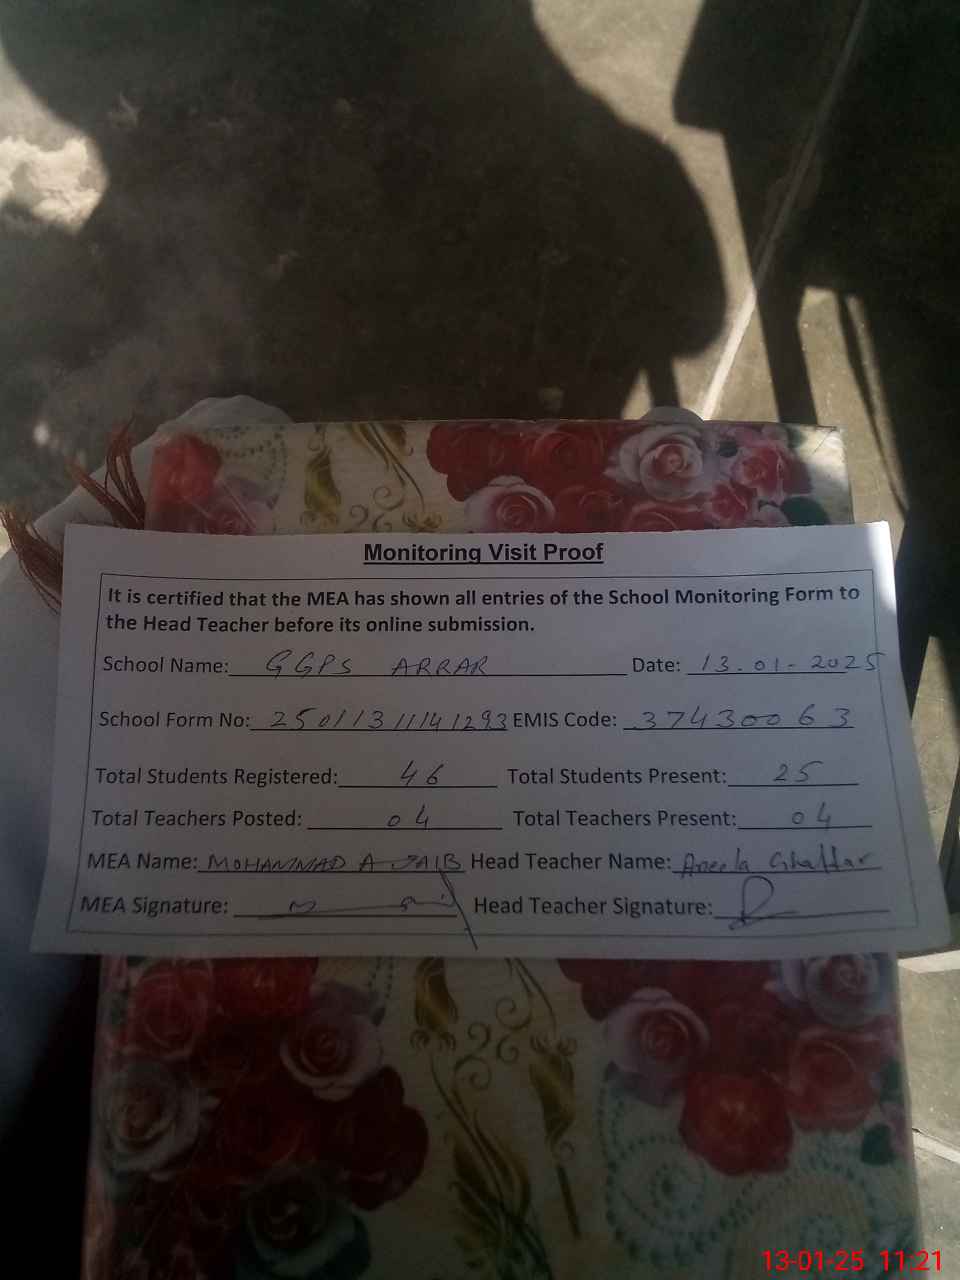 Monitoring Visit Proof
It is certified that the MEA has shown all entries of the School Monitoring Form to
the Head Teacher before its online submission.
School Name: GGPS ARRAR Date: 13.01-2025
School Form No: 25011311141293 EMIS Code: 37430063
Total Students Registered: 46 Total Students Present: 25
Total Teachers Posted: 04 Total Teachers Present: 04
MEA Name: MOHAMMAD Head Teacher Name: Aneela Ghaffar
MEA Signature: Head Teacher Signature:
13-01-25 11:21